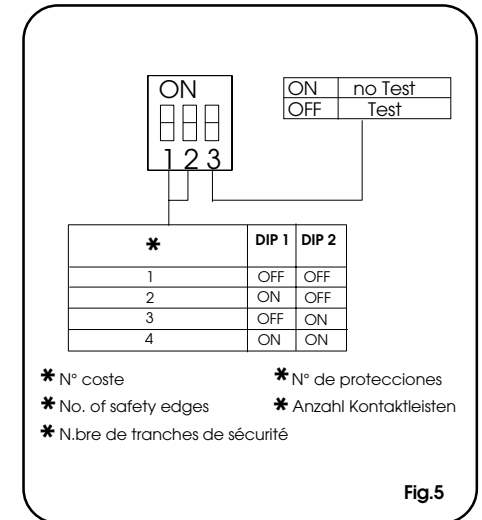 ON
1 2 3
ON no Test
OFF Test
* DIP 1 DIP 2
1 OFF OFF
2 ON OFF
3 OFF ON
4 ON ON
* N° coste
* N° de protecciones
* No. of safety edges
* Anzahl Kontaktleisten
* N.bre de tranches de sécurité
Fig.5